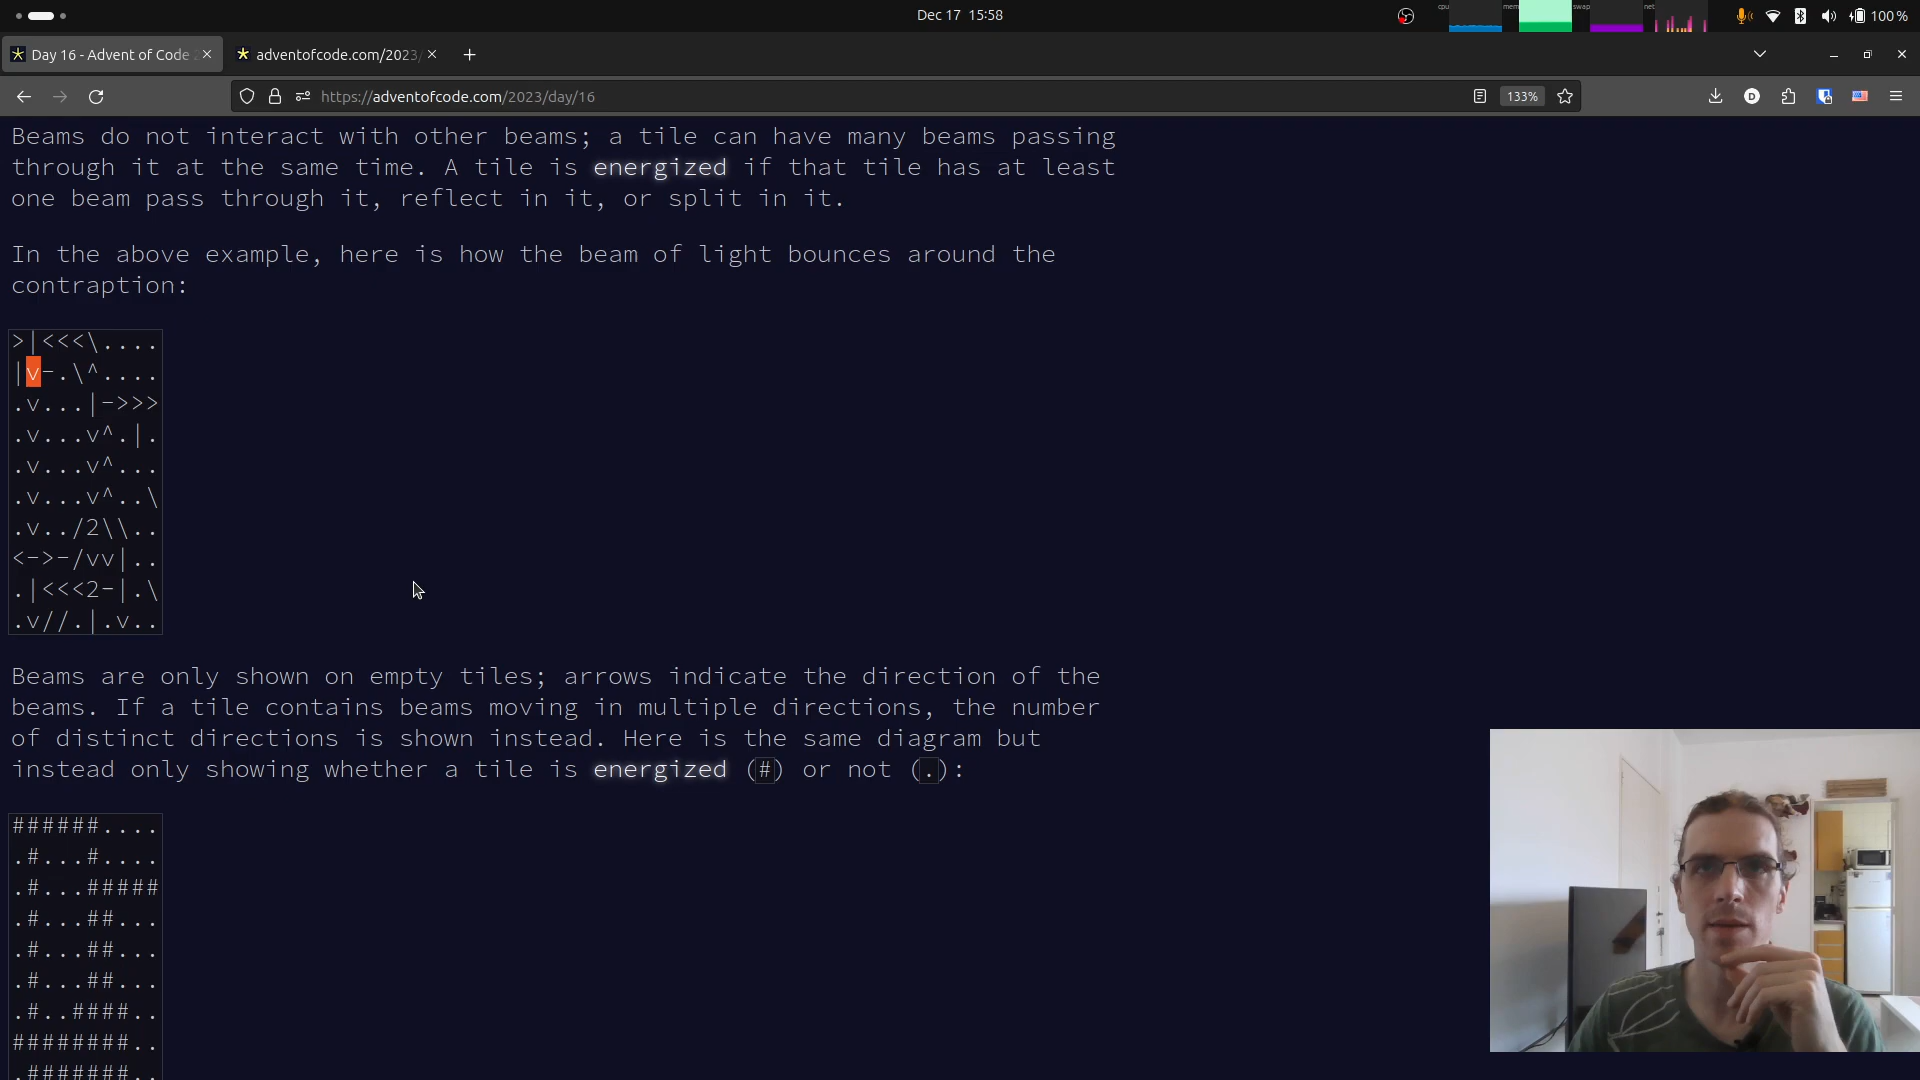 Dec 17 15:58
cpu
mem
swap
net
100 %
Day 16 - Advent of Code
adventofcode.com/2023/
https://adventofcode.com/2023/day/16
133%
D
Beams do not interact with other beams; a tile can have many beams passing
through it at the same time. A tile is energized if that tile has at least
one beam pass through it, reflect in it, or split in it.
In the above example, here is how the beam of light bounces around the
contraption:
>|<<<\....
|v-.\^....
.v...|->>>
.v...v^.|.
.v...v^...
.v...v^..\
.v../2\\..
<->-/vv|..
.|<<<2-|.\
.v//.|.v..
Beams are only shown on empty tiles; arrows indicate the direction of the
beams. If a tile contains beams moving in multiple directions, the number
of distinct directions is shown instead. Here is the same diagram but
instead only showing whether a tile is energized (#) or not (.):
######....
.#...#....
.#...#####
.#...##...
.#...##...
.#...##...
.#..####..
########..
.#######..